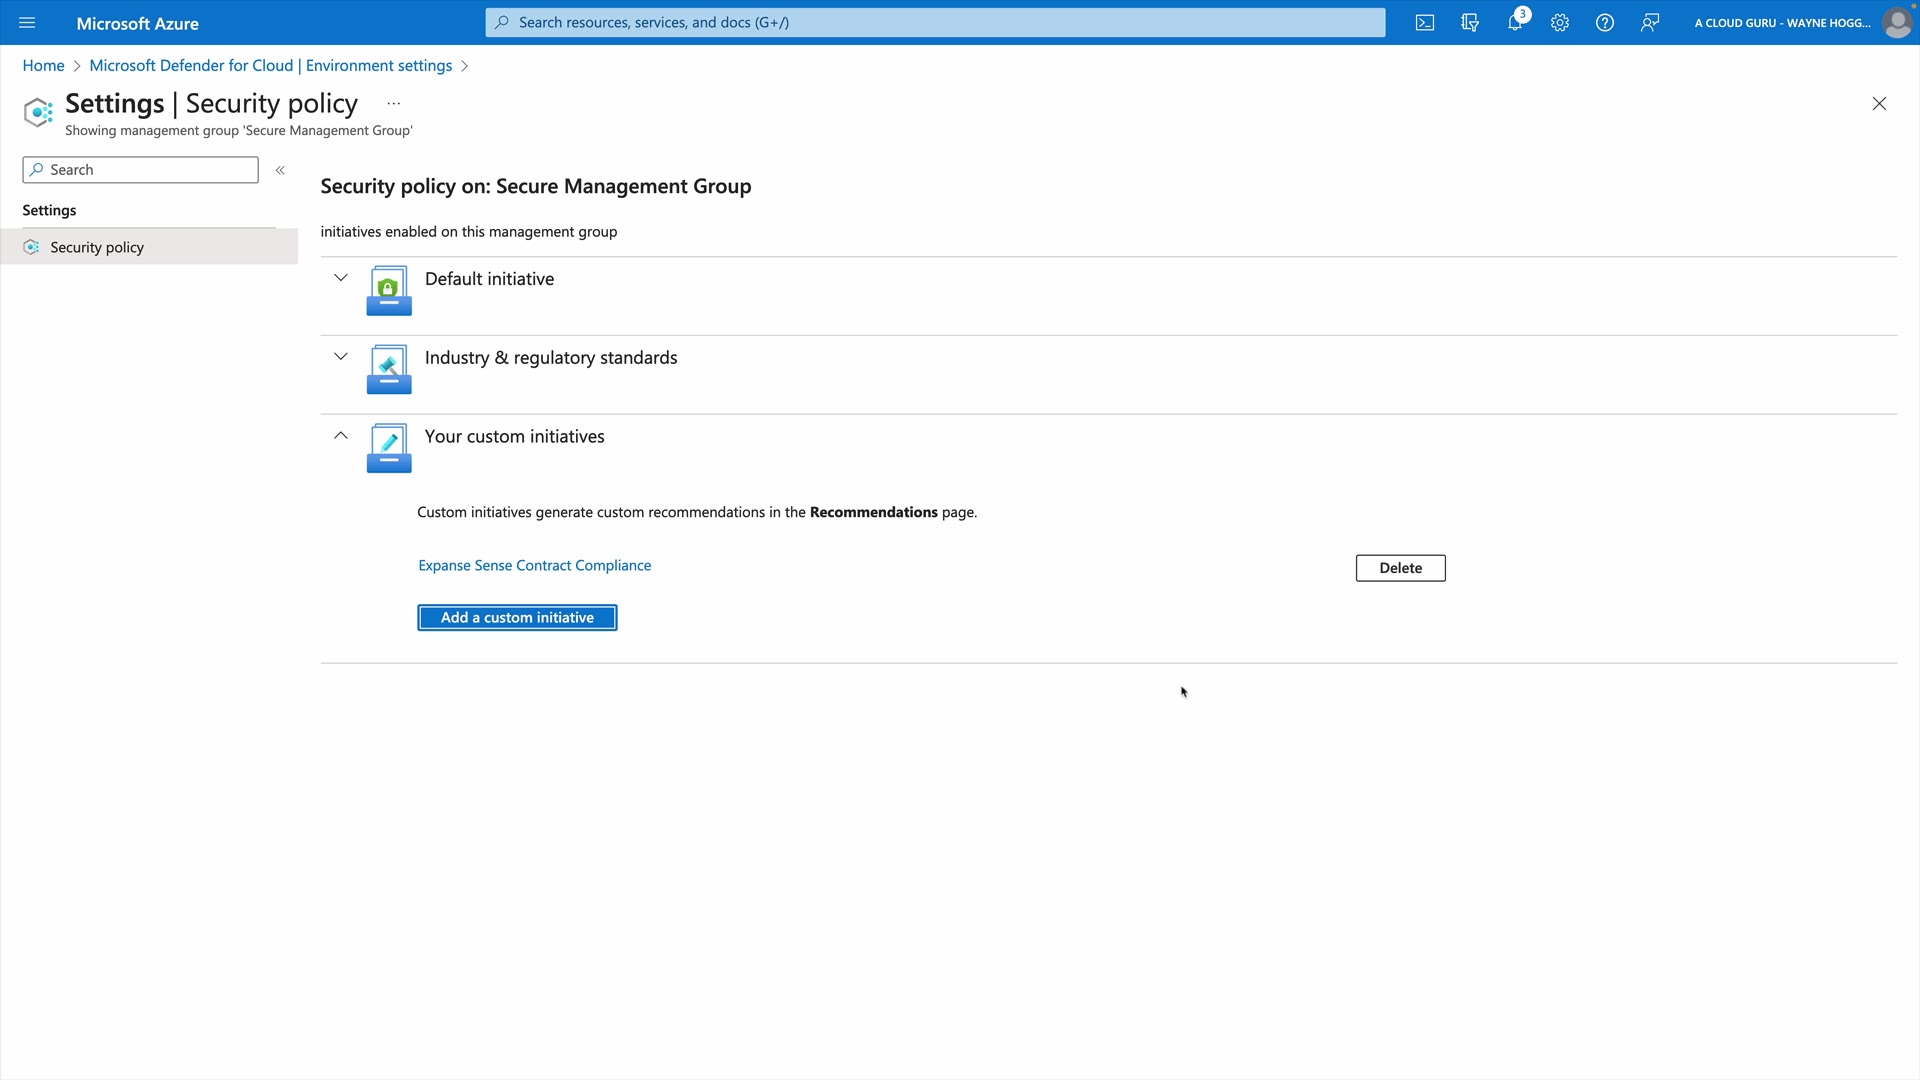 Microsoft Azure
Search resources, services, and docs (G+/)
3
A CLOUD GURU - WAYNE HOGG...
Home > Microsoft Defender for Cloud | Environment settings >
Settings | Security policy ...
Showing management group 'Secure Management Group'
Search
«
Settings
Security policy
Security policy on: Secure Management Group
initiatives enabled on this management group
Default initiative
Industry & regulatory standards
Your custom initiatives
Custom initiatives generate custom recommendations in the Recommendations page.
Expanse Sense Contract Compliance
Delete
Add a custom initiative